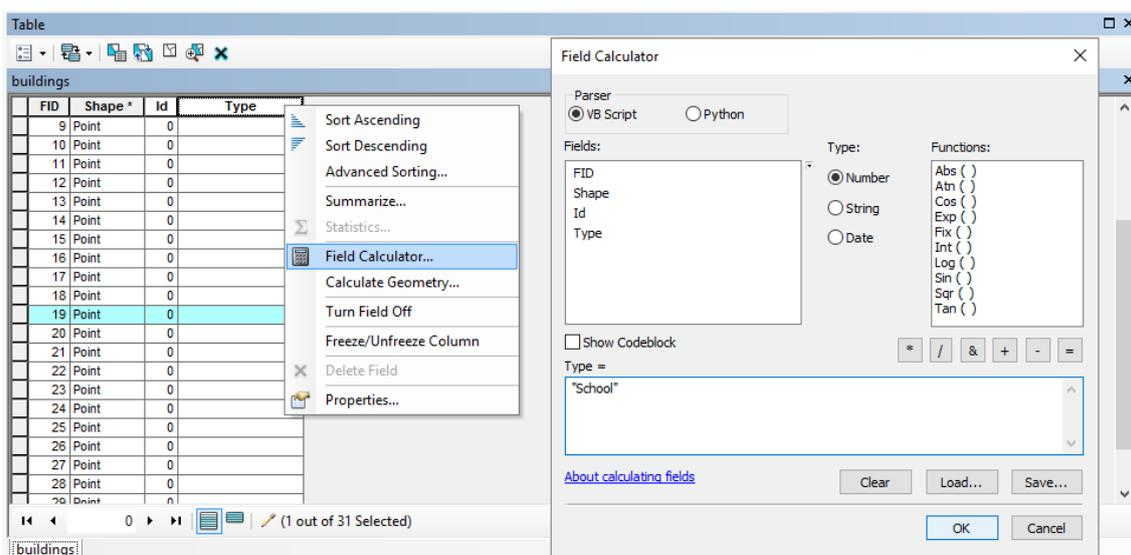 Table
buildings
FID Shape * Id Type
9 Point 0
10 Point 0
11 Point 0
12 Point 0
13 Point 0
14 Point 0
15 Point 0
16 Point 0
17 Point 0
18 Point 0
19 Point 0
20 Point 0
21 Point 0
22 Point 0
23 Point 0
24 Point 0
25 Point 0
26 Point 0
27 Point 0
28 Point 0
29 Point 0
0 (1 out of 31 Selected)
buildings
Sort Ascending
Sort Descending
Advanced Sorting...
Summarize...
Σ Statistics...
Field Calculator...
Calculate Geometry...
Turn Field Off
Freeze/Unfreeze Column
Delete Field
Properties...
Field Calculator
Parser
VB Script Python
Fields:
FID
Shape
Id
Type
Type:
Number
String
Date
Functions:
Abs ( )
Atn ( )
Cos ( )
Exp ( )
Fix ( )
Int ( )
Log ( )
Sin ( )
Sqr ( )
Tan ( )
Show Codeblock
* / & + - =
Type =
"School"
About calculating fields
Clear Load... Save...
OK Cancel